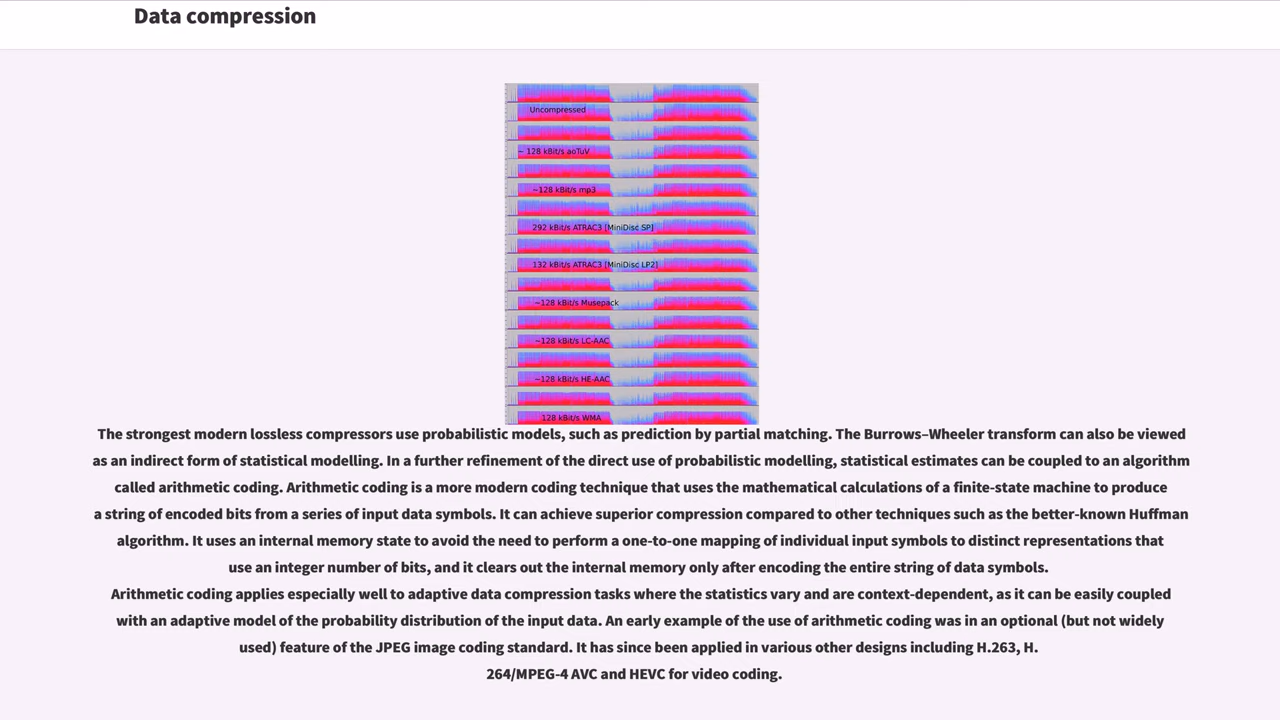 Data compression
Uncompressed
~ 128 kBit/s aoTuV
~128 kBit/s mp3
292 kBit/s ATRAC3 [MiniDisc SP]
132 kBit/s ATRAC3 [MiniDisc LP2]
~128 kBit/s Musepack
~128 kBit/s LC-AAC
~128 kBit/s HE-AAC
128 kBit/s WMA
The strongest modern lossless compressors use probabilistic models, such as prediction by partial matching. The Burrows–Wheeler transform can also be viewed
as an indirect form of statistical modelling. In a further refinement of the direct use of probabilistic modelling, statistical estimates can be coupled to an algorithm
called arithmetic coding. Arithmetic coding is a more modern coding technique that uses the mathematical calculations of a finite-state machine to produce
a string of encoded bits from a series of input data symbols. It can achieve superior compression compared to other techniques such as the better-known Huffman
algorithm. It uses an internal memory state to avoid the need to perform a one-to-one mapping of individual input symbols to distinct representations that
use an integer number of bits, and it clears out the internal memory only after encoding the entire string of data symbols.
Arithmetic coding applies especially well to adaptive data compression tasks where the statistics vary and are context-dependent, as it can be easily coupled
with an adaptive model of the probability distribution of the input data. An early example of the use of arithmetic coding was in an optional (but not widely
used) feature of the JPEG image coding standard. It has since been applied in various other designs including H.263, H.
264/MPEG-4 AVC and HEVC for video coding.